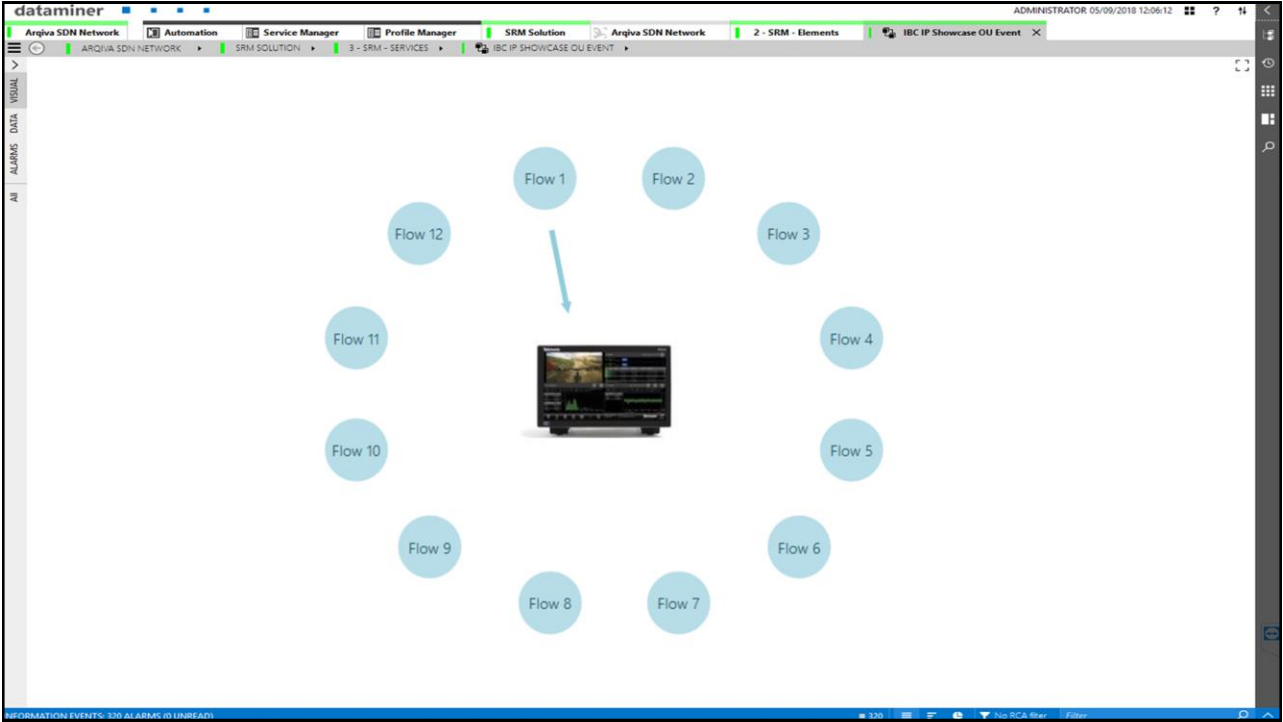 dataminer
ADMINISTRATOR 05/09/2018 12:06:12 ?
Arqiva SDN Network Automation Service Manager Profile Manager SRM Solution Arqiva SDN Network 2 - SRM - Elements IBC IP Showcase OU Event
ARQIVA SDN NETWORK SRM SOLUTION 3 - SRM - SERVICES IBC IP SHOWCASE OU EVENT
VISUAL
DATA
ALARMS
All
Flow 1
Flow 2
Flow 12
Flow 3
Flow 11
Flow 4
Flow 10
Flow 5
Flow 9
Flow 6
Flow 8
Flow 7
NFORMATION EVENTS: 320 ALARMS (0 UNREAD) 320 No RCA filter Filter